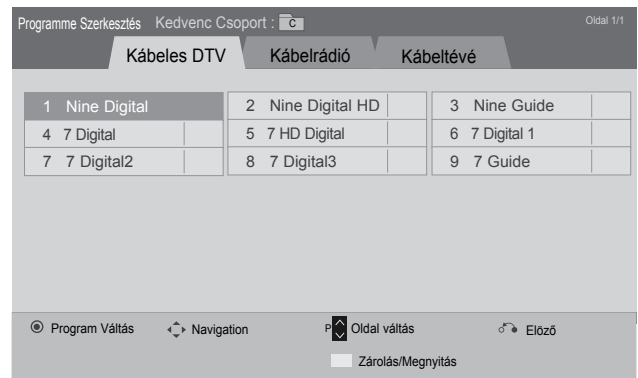 Programme Szerkesztés Kedvenc Csoport : C Oldal 1/1
Kábeles DTV Kábelrádió Kábeltévé
1 Nine Digital 2 Nine Digital HD 3 Nine Guide
4 7 Digital 5 7 HD Digital 6 7 Digital 1
7 7 Digital2 8 7 Digital3 9 7 Guide
Program Váltás Navigation P Oldal váltás Elöző
Zárolás/Megnyitás